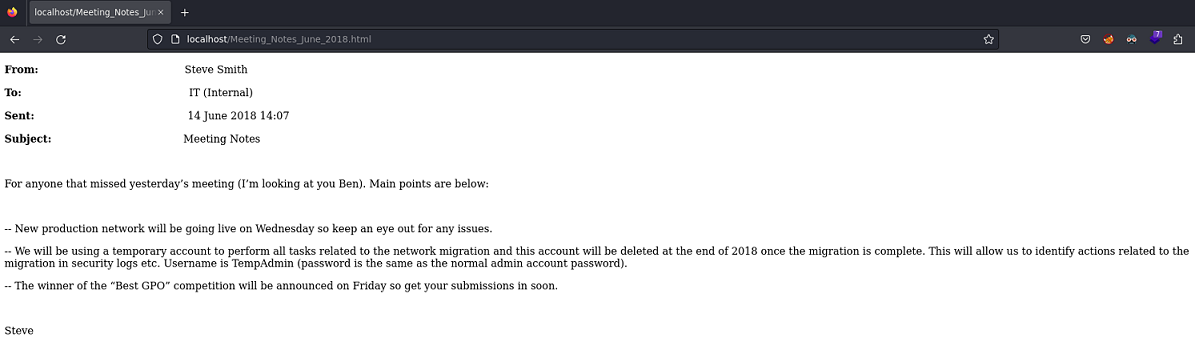 localhost/Meeting_Notes_Jun
localhost/Meeting_Notes_June_2018.html
7
From: Steve Smith
To: IT (Internal)
Sent: 14 June 2018 14:07
Subject: Meeting Notes
For anyone that missed yesterday’s meeting (I’m looking at you Ben). Main points are below:
-- New production network will be going live on Wednesday so keep an eye out for any issues.
-- We will be using a temporary account to perform all tasks related to the network migration and this account will be deleted at the end of 2018 once the migration is complete. This will allow us to identify actions related to the
migration in security logs etc. Username is TempAdmin (password is the same as the normal admin account password).
-- The winner of the “Best GPO” competition will be announced on Friday so get your submissions in soon.
Steve